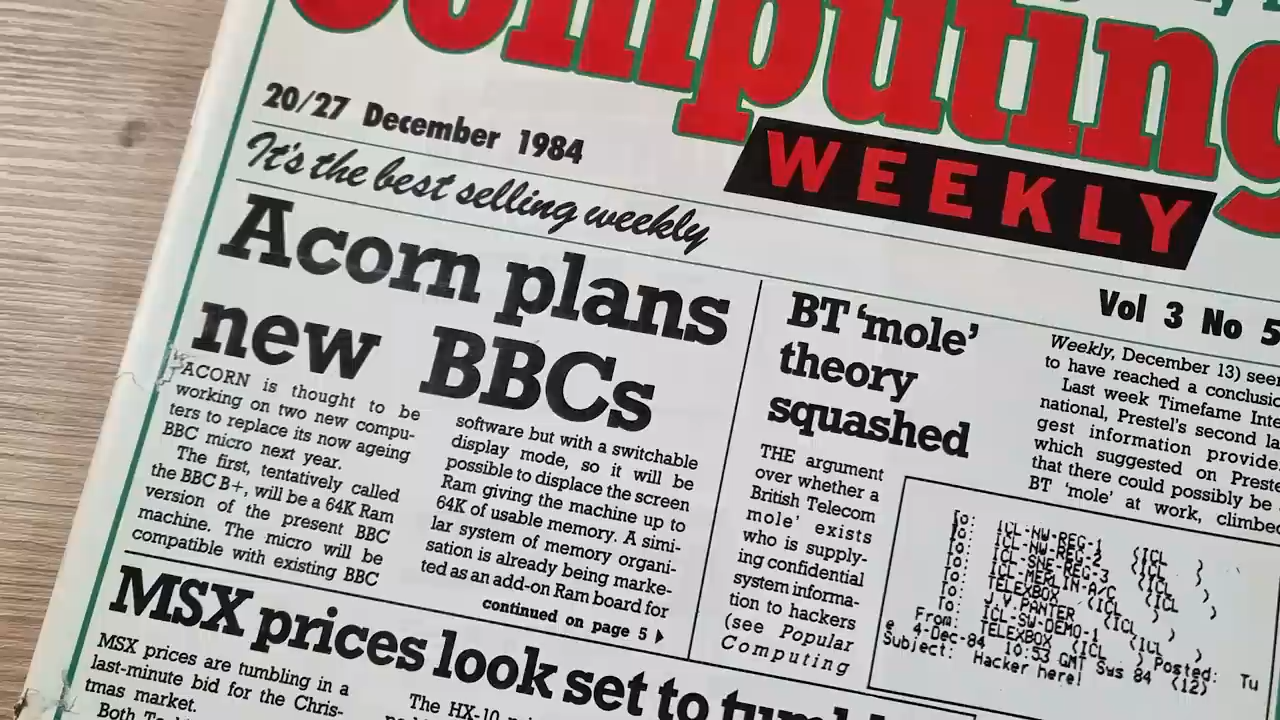 Computing
WEEKLY
20/27 December 1984
It's the best selling weekly
Vol 3 No 5
Acorn plans
new BBCs
ACORN is thought to be
working on two new compu-
ters to replace its now ageing
BBC micro next year.
The first, tentatively called
the BBC B+, will be a 64K Ram
version of the present BBC
machine. The micro will be
compatible with existing BBC
software but with a switchable
display mode, so it will be
possible to displace the screen
Ram giving the machine up to
64K of usable memory. A simi-
lar system of memory organi-
sation is already being marke-
ted as an add-on Ram board for
continued on page 5
BT 'mole'
theory
squashed
THE argument
over whether a
British Telecom
mole' exists
who is supply-
ing confidential
system informa-
tion to hackers
(see Popular
Computing
Weekly, December 13) see
to have reached a conclusio
Last week Timefame Inte
national, Prestel's second la
gest information provide
which suggested on Preste
that there could possibly be
BT 'mole' at work, climbe
To: ICL-NW-REG-1 (ICL )
To: ICL-NW-REG-2 (ICL )
To: ICL-SNE-REG-3 (ICL )
To: ICL-MERLIN-A/C (ICL )
To: TELEXBOX (ICL )
To: J.V.PANTER
To: ICL-SW-DEMO-1 (ICL )
From: TELEXBOX (ICL ) Posted: Tu
e 4-Dec-84 10:53 GMT Sys 84 (12)
Subject: Hacker here!
MSX prices look set to tumbl
MSX prices are tumbling in a
last-minute bid for the Chris-
tmas market.
Both
The HX-10